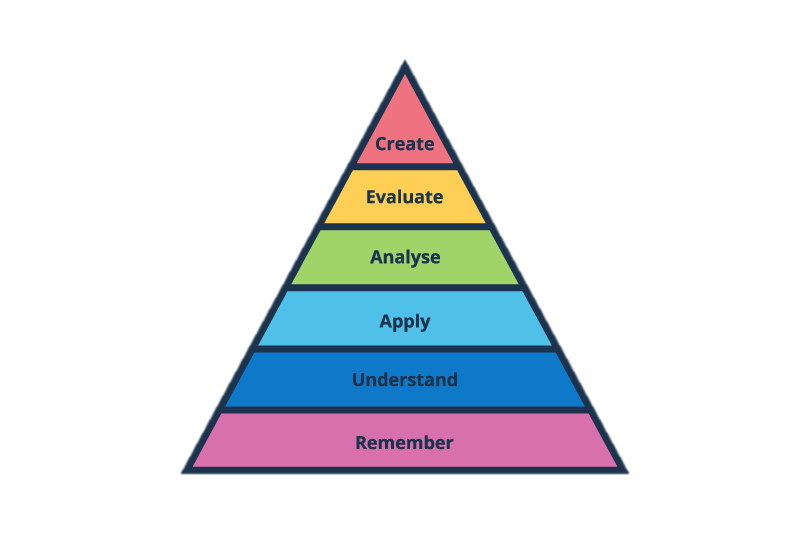 Create
Evaluate
Analyse
Apply
Understand
Remember